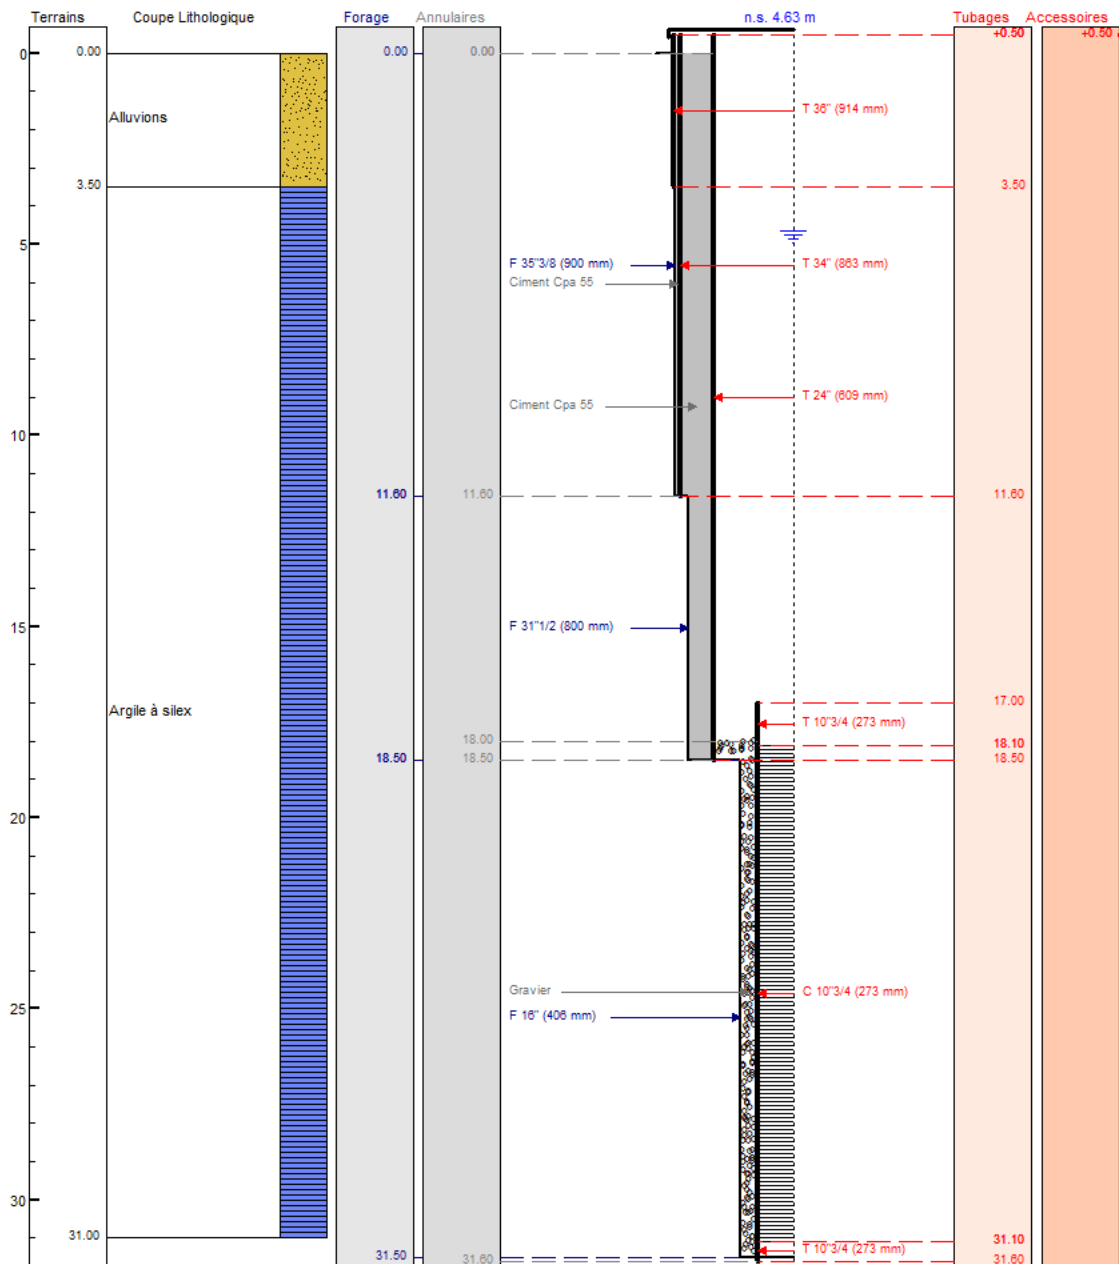 Terrains Coupe Lithologique Forage Annulaires n.s. 4.63 m Tubages Accessoires
+0.50 +0.50
0 0.00 0.00 0.00
T 36" (914 mm)
Alluvions
3.50 3.50
5
F 35"3/8 (900 mm) T 34" (863 mm)
Ciment Cpa 55
T 24" (609 mm)
Ciment Cpa 55
10
11.60 11.60 11.60
15
F 31"1/2 (800 mm)
17.00
Argile à silex
T 10"3/4 (273 mm)
18.00
18.10
18.50 18.50 18.50
20
Gravier C 10"3/4 (273 mm)
25
F 16" (406 mm)
30
31.00
31.10
T 10"3/4 (273 mm)
31.50 31.60 31.60